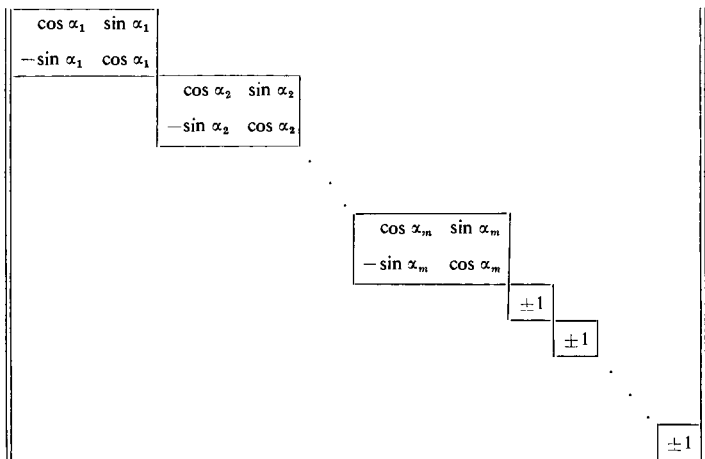 cos α₁ sin α₁
−sin α₁ cos α₁
cos α₂ sin α₂
−sin α₂ cos α₂
cos αₘ sin αₘ
−sin αₘ cos αₘ
±1
±1
±1